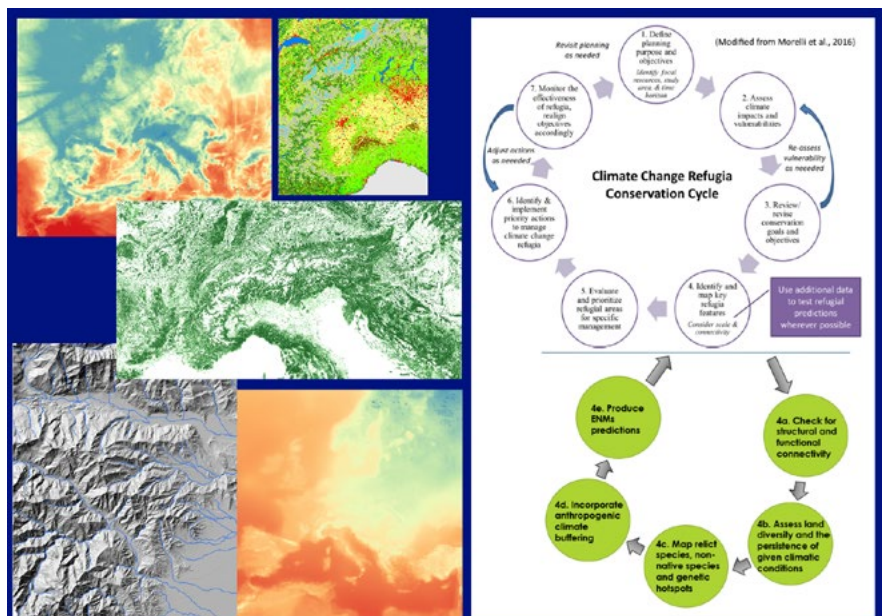 (Modified from Morelli et al., 2016)
Revisit planning
as needed
1. Define
planning
purpose and
objectives
Identify focal
resources, study
area, & time
horizon
2. Assess
climate
impacts and
vulnerabilities
Re-assess
vulnerability
as needed
3. Review/
revise
conservation
goals and
objectives
4. Identify and
map key
refugia
features
Consider scale &
connectivity
Use additional data
to test refugial
predictions
wherever possible
5. Evaluate
and prioritize
refugial areas
for specific
management
6. Identify &
implement
priority actions
to manage
climate change
refugia
Adjust actions
as needed
7. Monitor the
effectiveness
of refugia,
realign
objectives
accordingly
Climate Change Refugia
Conservation Cycle
4a. Check for
structural and
functional
connectivity
4b. Assess land
diversity and the
persistence of
given climatic
conditions
4c. Map relict
species, non-
native species
and genetic
hotspots
4d. Incorporate
anthropogenic
climate
buffering
4e. Produce
ENMs
predictions